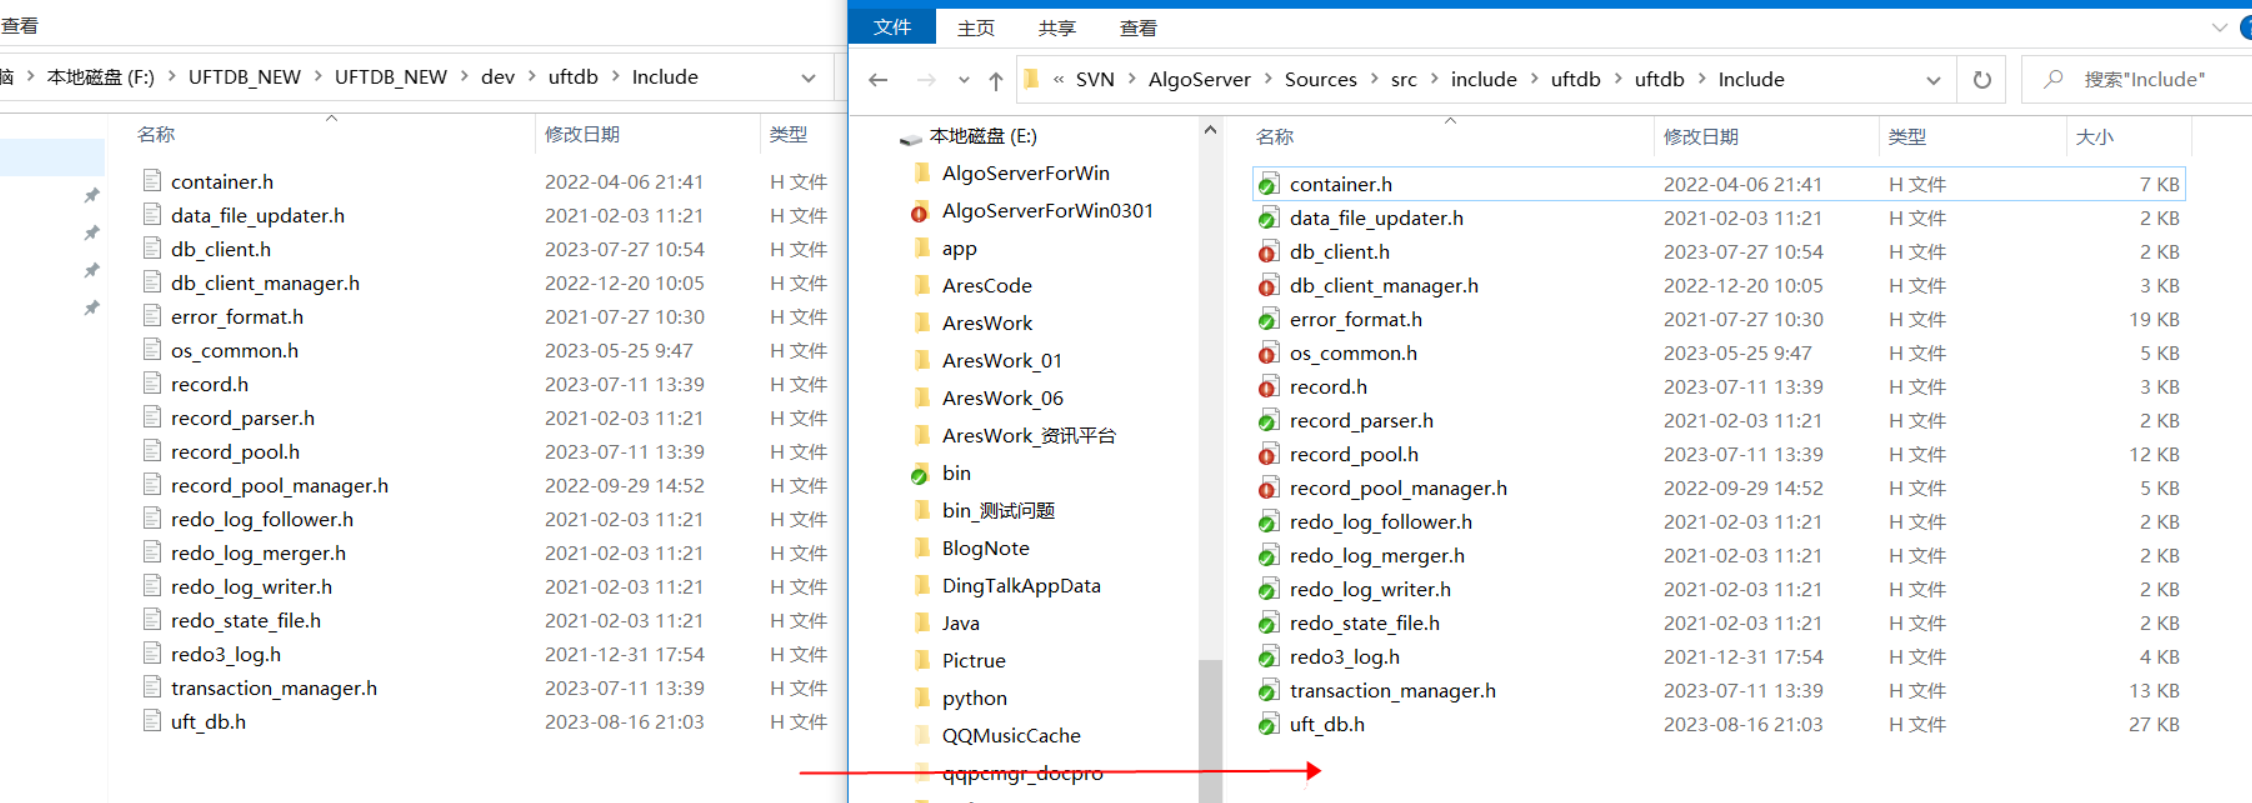 查看
脑 › 本地磁盘 (F:) › UFTDB_NEW › UFTDB_NEW › dev › uftdb › Include
名称 修改日期 类型
container.h 2022-04-06 21:41 H 文件
data_file_updater.h 2021-02-03 11:21 H 文件
db_client.h 2023-07-27 10:54 H 文件
db_client_manager.h 2022-12-20 10:05 H 文件
error_format.h 2021-07-27 10:30 H 文件
os_common.h 2023-05-25 9:47 H 文件
record.h 2023-07-11 13:39 H 文件
record_parser.h 2021-02-03 11:21 H 文件
record_pool.h 2023-07-11 13:39 H 文件
record_pool_manager.h 2022-09-29 14:52 H 文件
redo_log_follower.h 2021-02-03 11:21 H 文件
redo_log_merger.h 2021-02-03 11:21 H 文件
redo_log_writer.h 2021-02-03 11:21 H 文件
redo_state_file.h 2021-02-03 11:21 H 文件
redo3_log.h 2021-12-31 17:54 H 文件
transaction_manager.h 2023-07-11 13:39 H 文件
uft_db.h 2023-08-16 21:03 H 文件
文件 主页 共享 查看
« SVN › AlgoServer › Sources › src › include › uftdb › uftdb › Include
搜索"Include"
本地磁盘 (E:)
AlgoServerForWin
AlgoServerForWin0301
app
AresCode
AresWork
AresWork_01
AresWork_06
AresWork_资讯平台
bin
bin_测试问题
BlogNote
DingTalkAppData
Java
Pictrue
python
QQMusicCache
qqpcmgr_docpro
名称 修改日期 类型 大小
container.h 2022-04-06 21:41 H 文件 7 KB
data_file_updater.h 2021-02-03 11:21 H 文件 2 KB
db_client.h 2023-07-27 10:54 H 文件 2 KB
db_client_manager.h 2022-12-20 10:05 H 文件 3 KB
error_format.h 2021-07-27 10:30 H 文件 19 KB
os_common.h 2023-05-25 9:47 H 文件 5 KB
record.h 2023-07-11 13:39 H 文件 3 KB
record_parser.h 2021-02-03 11:21 H 文件 2 KB
record_pool.h 2023-07-11 13:39 H 文件 12 KB
record_pool_manager.h 2022-09-29 14:52 H 文件 5 KB
redo_log_follower.h 2021-02-03 11:21 H 文件 2 KB
redo_log_merger.h 2021-02-03 11:21 H 文件 2 KB
redo_log_writer.h 2021-02-03 11:21 H 文件 2 KB
redo_state_file.h 2021-02-03 11:21 H 文件 2 KB
redo3_log.h 2021-12-31 17:54 H 文件 4 KB
transaction_manager.h 2023-07-11 13:39 H 文件 13 KB
uft_db.h 2023-08-16 21:03 H 文件 27 KB